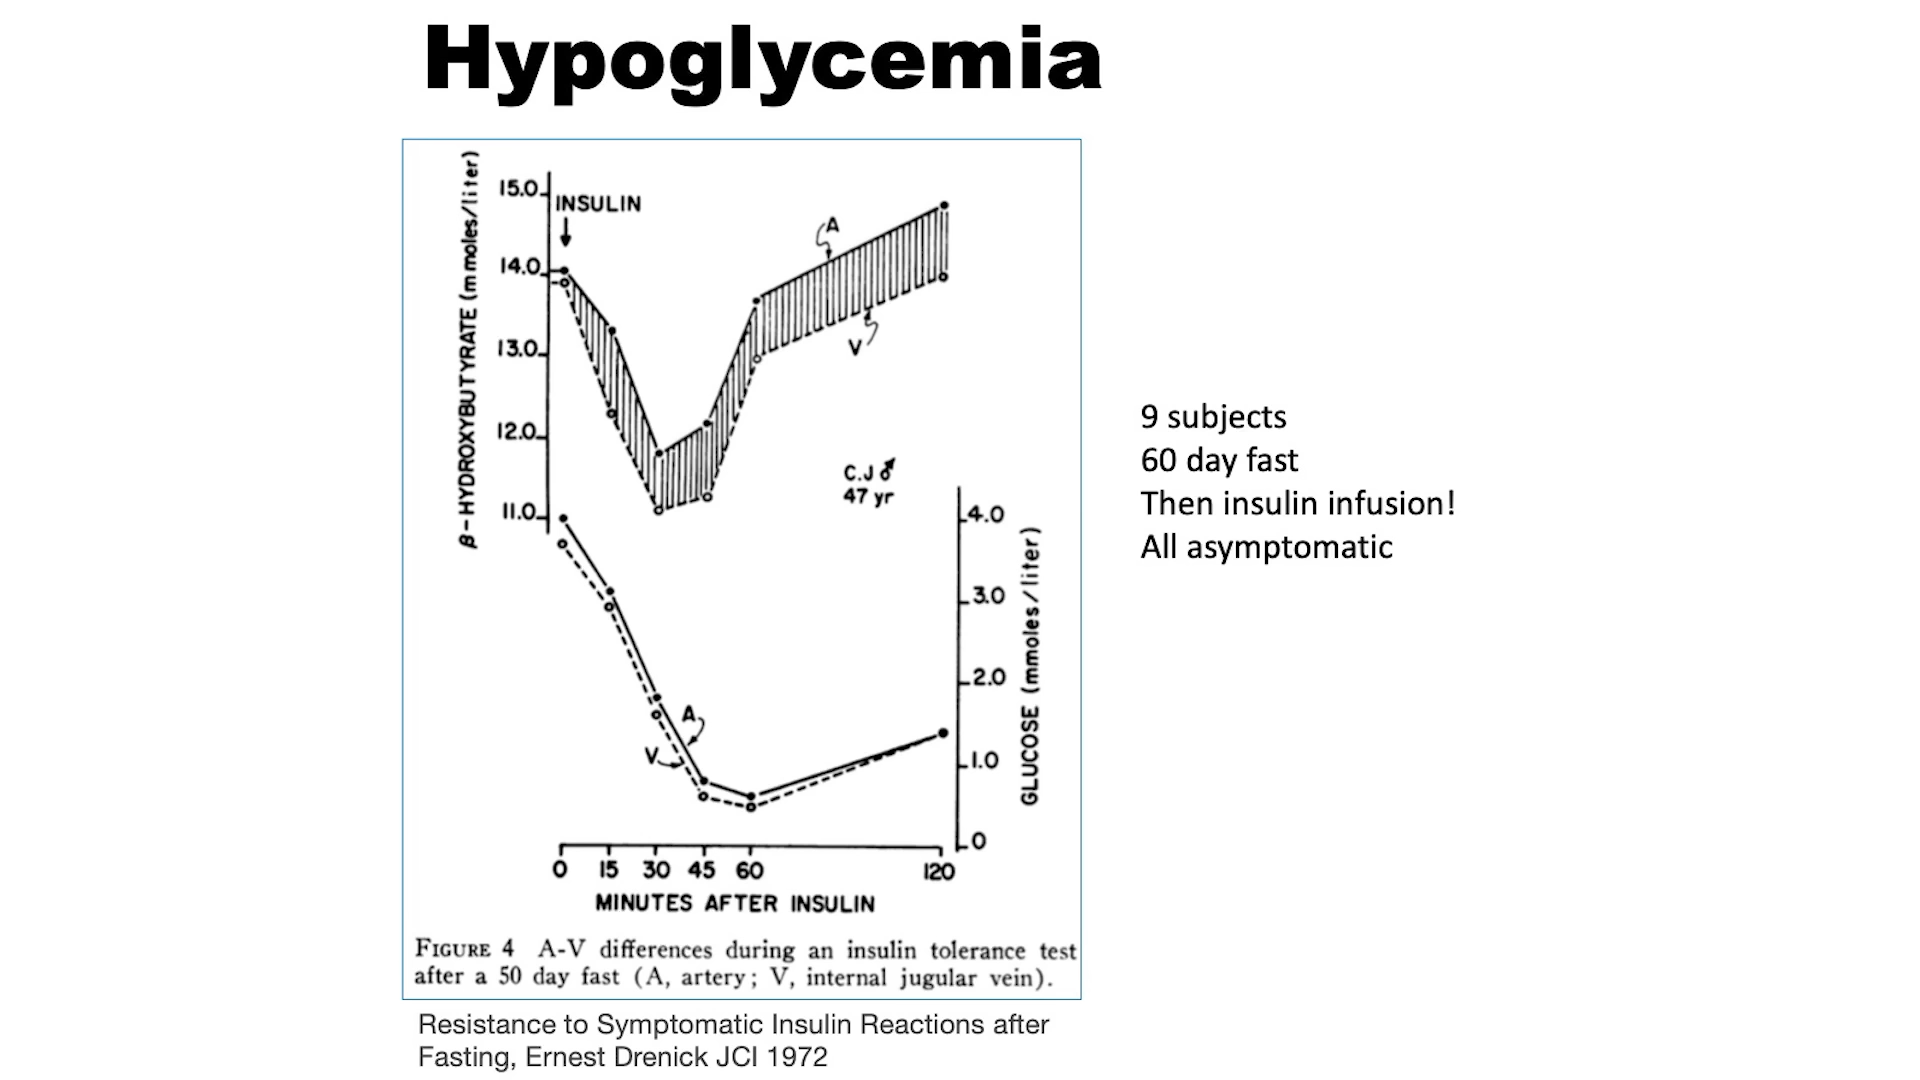 Hypoglycemia
β-HYDROXYBUTYRATE (mmoles/liter)
15.0
14.0
13.0
12.0
11.0
INSULIN
A
V
C.J ♂
47 yr
4.0
3.0
2.0
1.0
0
GLUCOSE (mmoles/liter)
A
V
0 15 30 45 60 120
MINUTES AFTER INSULIN
FIGURE 4 A-V differences during an insulin tolerance test
after a 50 day fast (A, artery; V, internal jugular vein).
Resistance to Symptomatic Insulin Reactions after
Fasting, Ernest Drenick JCI 1972
9 subjects
60 day fast
Then insulin infusion!
All asymptomatic